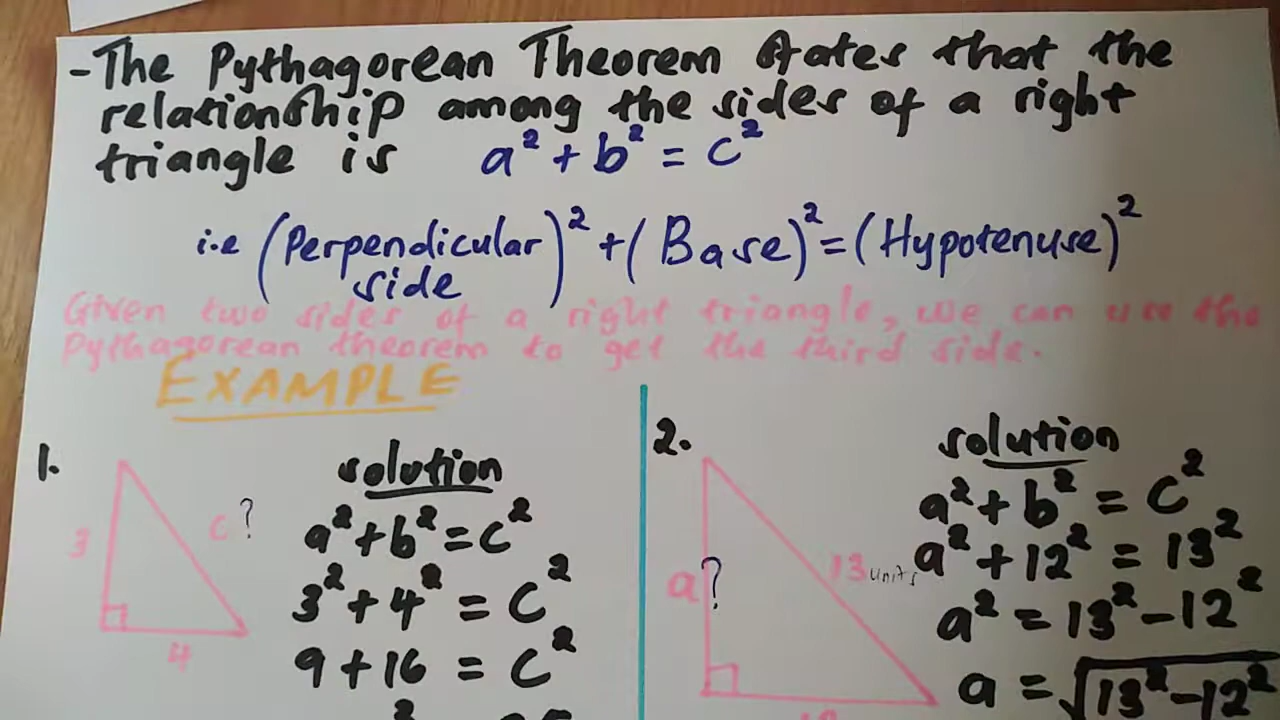 - The Pythagorean Theorem states that the
relationship among the sides of a right
triangle is a² + b² = c²
i.e (Perpendicular side)² + (Base)² = (Hypotenuse)²
Given two sides of a right triangle, we can use the
Pythagorean theorem to get the third side.
EXAMPLE
1.
3
c?
4
solution
a² + b² = c²
3² + 4² = c²
9 + 16 = c²
2.
a?
13 units
solution
a² + b² = c²
a² + 12² = 13²
a² = 13² - 12²
a = √13² - 12²